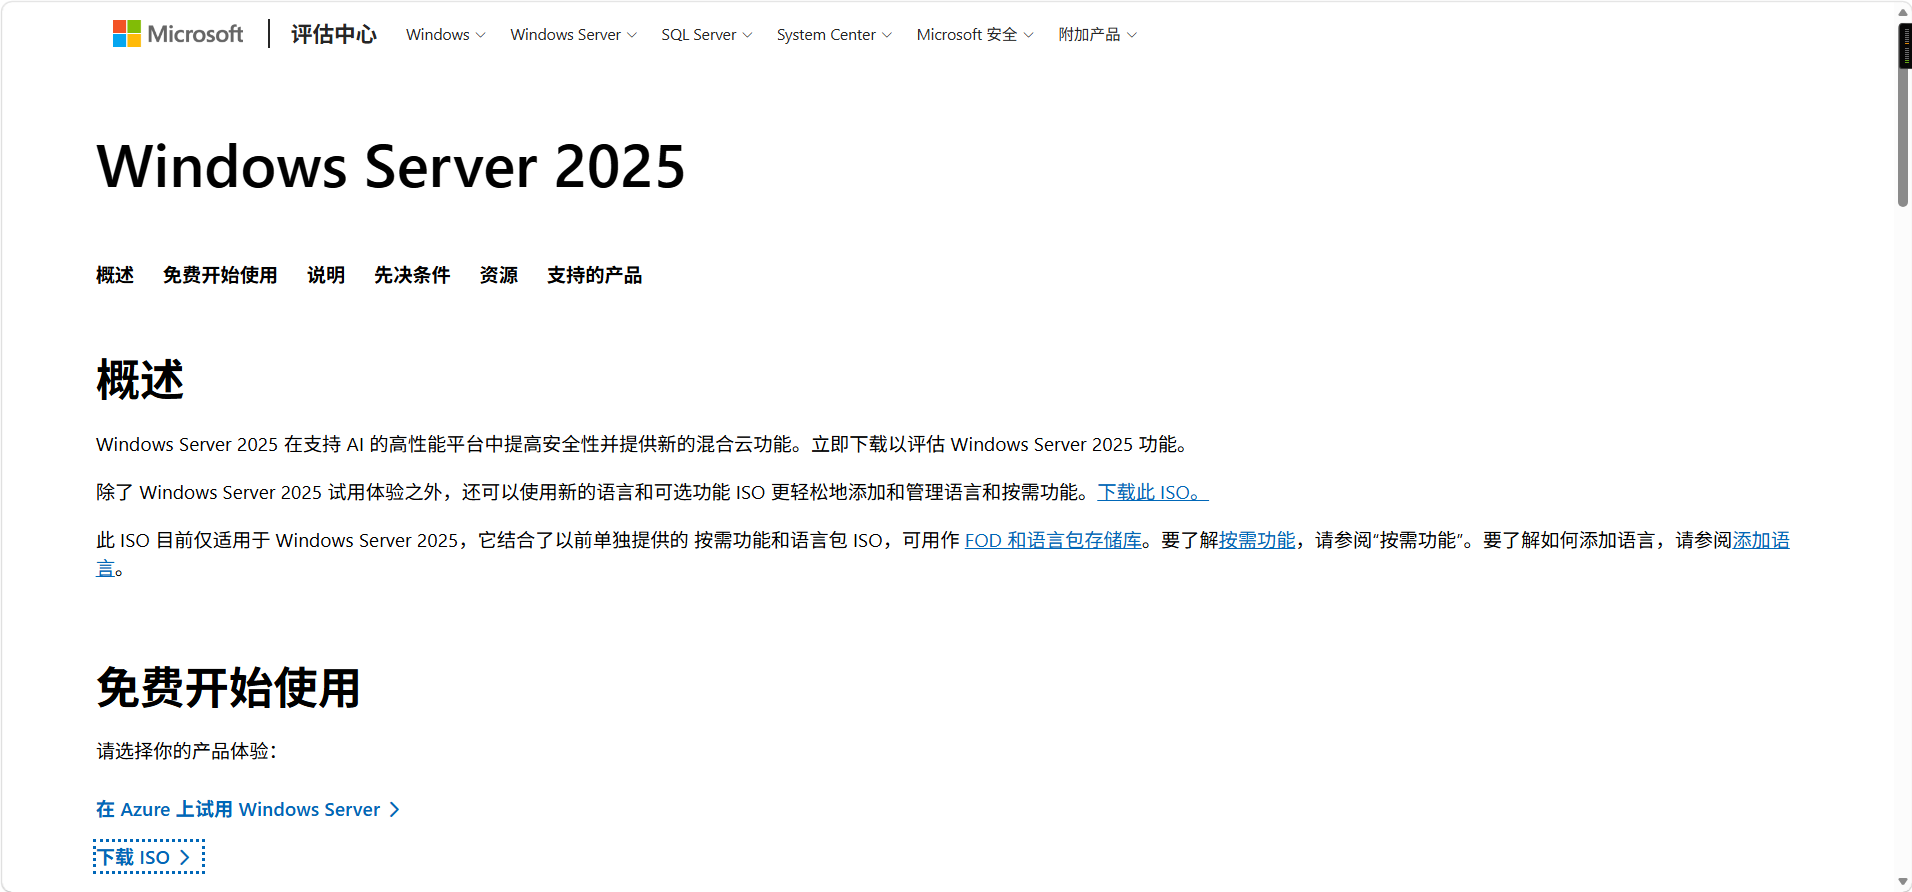 Microsoft 评估中心 Windows Windows Server SQL Server System Center Microsoft 安全 附加产品
Windows Server 2025
概述 免费开始使用 说明 先决条件 资源 支持的产品
概述
Windows Server 2025 在支持 AI 的高性能平台中提高安全性并提供新的混合云功能。立即下载以评估 Windows Server 2025 功能。
除了 Windows Server 2025 试用体验之外，还可以使用新的语言和可选功能 ISO 更轻松地添加和管理语言和按需功能。下载此 ISO。
此 ISO 目前仅适用于 Windows Server 2025，它结合了以前单独提供的 按需功能和语言包 ISO，可用作 FOD 和语言包存储库。要了解按需功能，请参阅“按需功能”。要了解如何添加语言，请参阅添加语
言。
免费开始使用
请选择你的产品体验：
在 Azure 上试用 Windows Server
下载 ISO